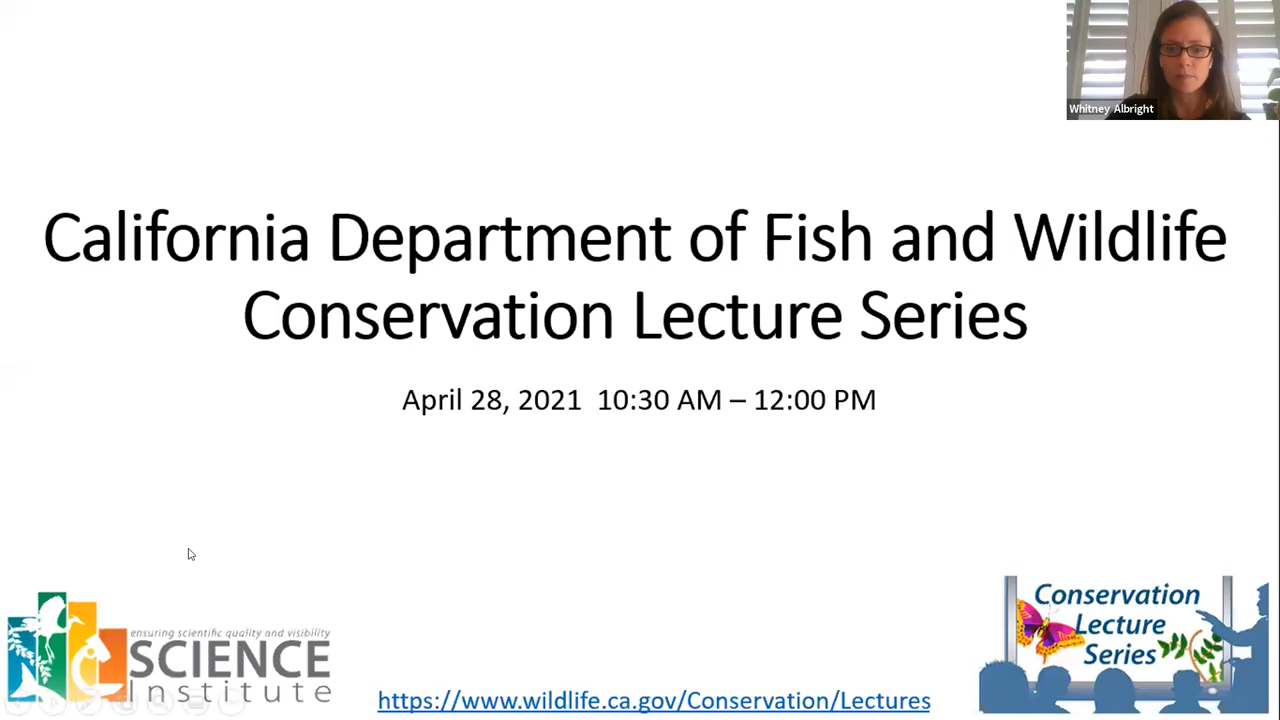 Whitney Albright
California Department of Fish and Wildlife
Conservation Lecture Series
April 28, 2021 10:30 AM – 12:00 PM
ensuring scientific quality and visibility
SCIENCE
Institute
https://www.wildlife.ca.gov/Conservation/Lectures
Conservation
Lecture
Series